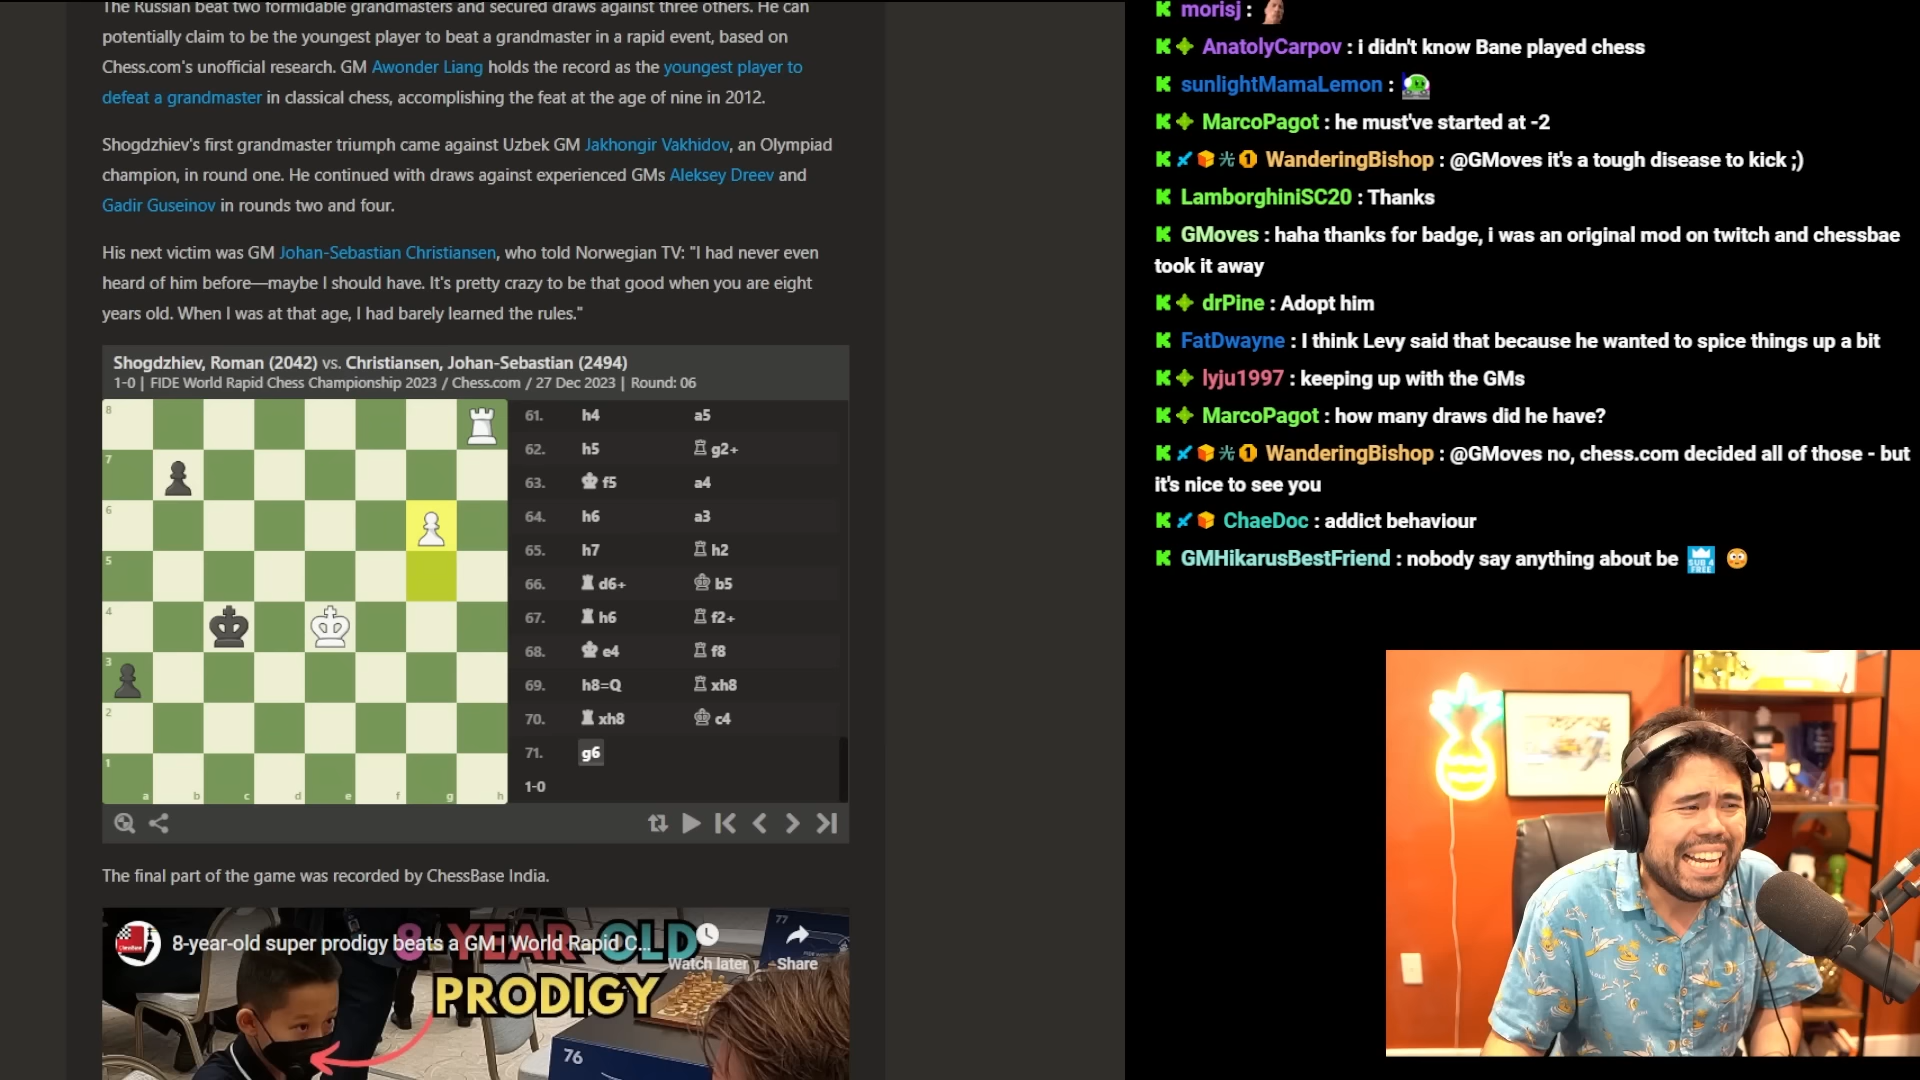 The Russian beat two formidable grandmasters and secured draws against three others. He can
potentially claim to be the youngest player to beat a grandmaster in a rapid event, based on
Chess.com's unofficial research. GM Awonder Liang holds the record as the youngest player to
defeat a grandmaster in classical chess, accomplishing the feat at the age of nine in 2012.
Shogdzhiev's first grandmaster triumph came against Uzbek GM Jakhongir Vakhidov, an Olympiad
champion, in round one. He continued with draws against experienced GMs Aleksey Dreev and
Gadir Guseinov in rounds two and four.
His next victim was GM Johan-Sebastian Christiansen, who told Norwegian TV: "I had never even
heard of him before—maybe I should have. It's pretty crazy to be that good when you are eight
years old. When I was at that age, I had barely learned the rules."
Shogdzhiev, Roman (2042) vs. Christiansen, Johan-Sebastian (2494)
1-0 | FIDE World Rapid Chess Championship 2023 / Chess.com / 27 Dec 2023 | Round: 06
8
7
6
5
4
3
2
1
a b c d e f g h
61. h4 a5
62. h5 g2+
63. f5 a4
64. h6 a3
65. h7 h2
66. d6+ b5
67. h6 f2+
68. e4 f8
69. h8=Q xh8
70. xh8 c4
71. g6
1-0
The final part of the game was recorded by ChessBase India.
8-year-old super prodigy beats a GM | World Rapid C...
Watch later
Share
8-YEAR-OLD
PRODIGY
77
76
morisj :
AnatolyCarpov : i didn't know Bane played chess
sunlightMamaLemon :
MarcoPagot : he must've started at -2
WanderingBishop : @GMoves it's a tough disease to kick ;)
LamborghiniSC20 : Thanks
GMoves : haha thanks for badge, i was an original mod on twitch and chessbae
took it away
drPine : Adopt him
FatDwayne : I think Levy said that because he wanted to spice things up a bit
lyju1997 : keeping up with the GMs
MarcoPagot : how many draws did he have?
WanderingBishop : @GMoves no, chess.com decided all of those - but
it's nice to see you
ChaeDoc : addict behaviour
GMHikarusBestFriend : nobody say anything about be